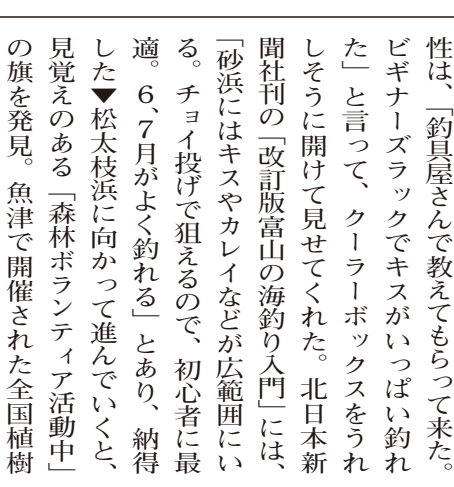 性は、「釣具屋さんで教えてもらって来た。
ビギナーズラックでキスがいっぱい釣れ
た」と言って、クーラーボックスをうれ
しそうに開けて見せてくれた。北日本新
聞社刊の「改訂版富山の海釣り入門」には、
「砂浜にはキスやカレイなどが広範囲にい
る。チョイ投げで狙えるので、初心者に最
適。6、7月がよく釣れる」とあり、納得
した▼松太枝浜に向かって進んでいくと、
見覚えのある「森林ボランティア活動中」
の旗を発見。魚津で開催された全国植樹